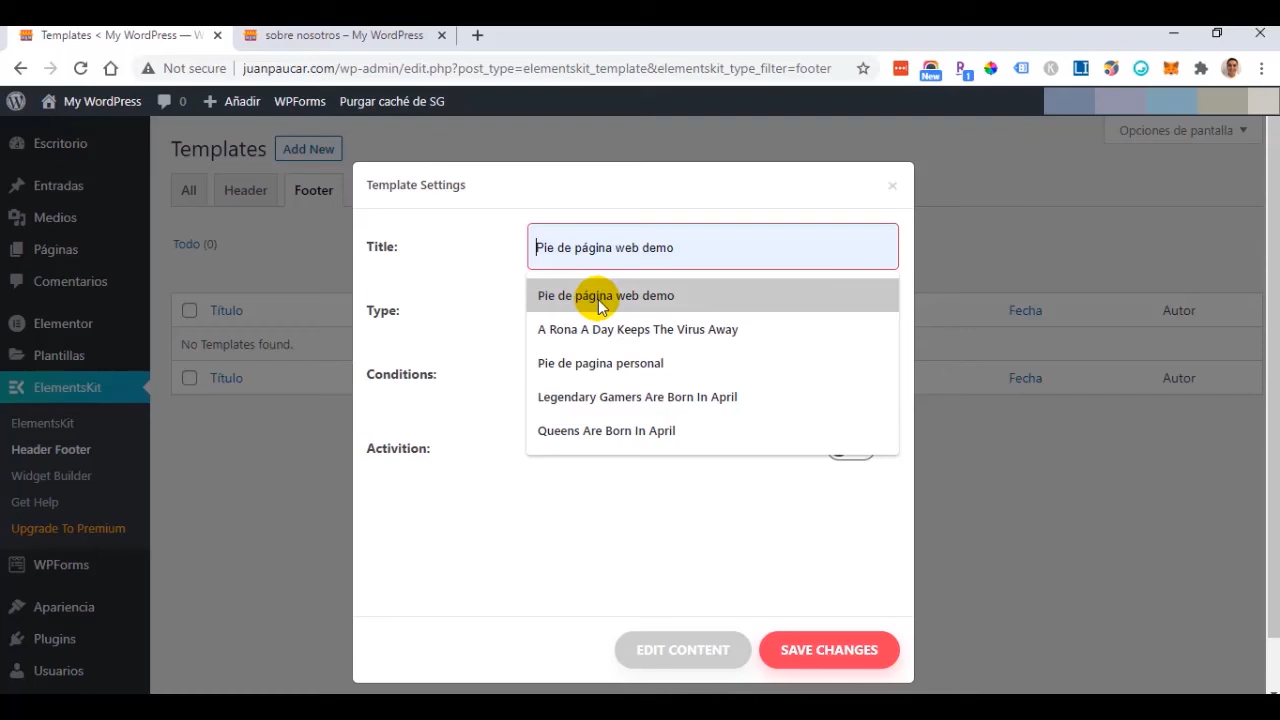 Templates < My WordPress — W
sobre nosotros – My WordPress
Not secure
juanpaucar.com/wp-admin/edit.php?post_type=elementskit_template&elementskit_type_filter=footer
New
1
My WordPress
0
Añadir
WPForms
Purgar caché de SG
Escritorio
Entradas
Medios
Páginas
Comentarios
Elementor
Plantillas
ElementsKit
ElementsKit
Header Footer
Widget Builder
Get Help
Upgrade To Premium
WPForms
Apariencia
Plugins
Usuarios
Opciones de pantalla
Templates
Add New
All
Header
Footer
Todo (0)
Título
Fecha
Autor
No Templates found.
Título
Fecha
Autor
Template Settings
Title:
Pie de página web demo
Pie de página web demo
A Rona A Day Keeps The Virus Away
Pie de pagina personal
Legendary Gamers Are Born In April
Queens Are Born In April
Type:
Conditions:
Activition:
EDIT CONTENT
SAVE CHANGES